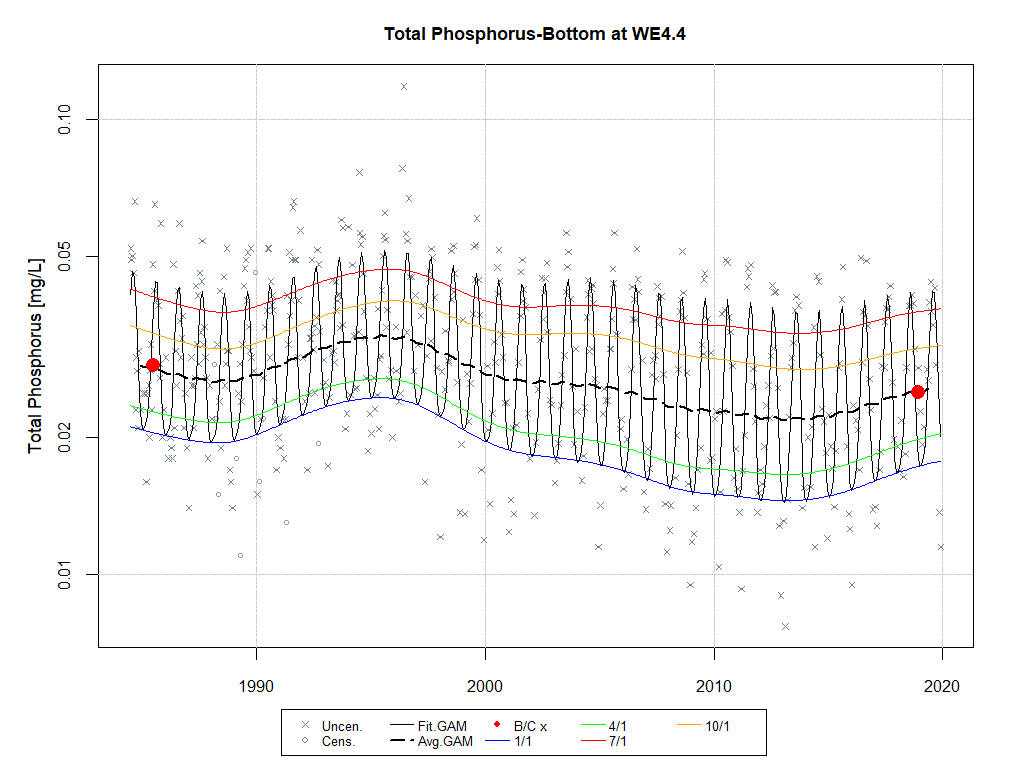 Total Phosphorus-Bottom at WE4.4
Total Phosphorus [mg/L]
0.10
0.05
0.02
0.01
1990 2000 2010 2020
Uncen. Fit.GAM B/C x 4/1 10/1
Cens. Avg.GAM 1/1 7/1